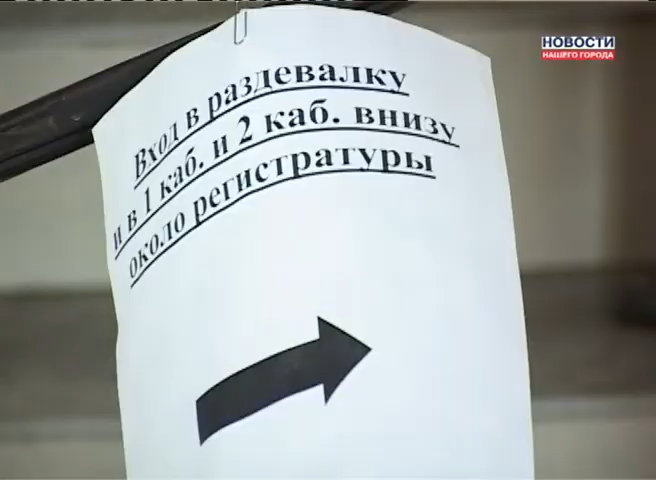 НОВОСТИ
НАШЕГО ГОРОДА
Вход в раздевалку
и в 1 каб. и 2 каб. внизу
около регистратуры